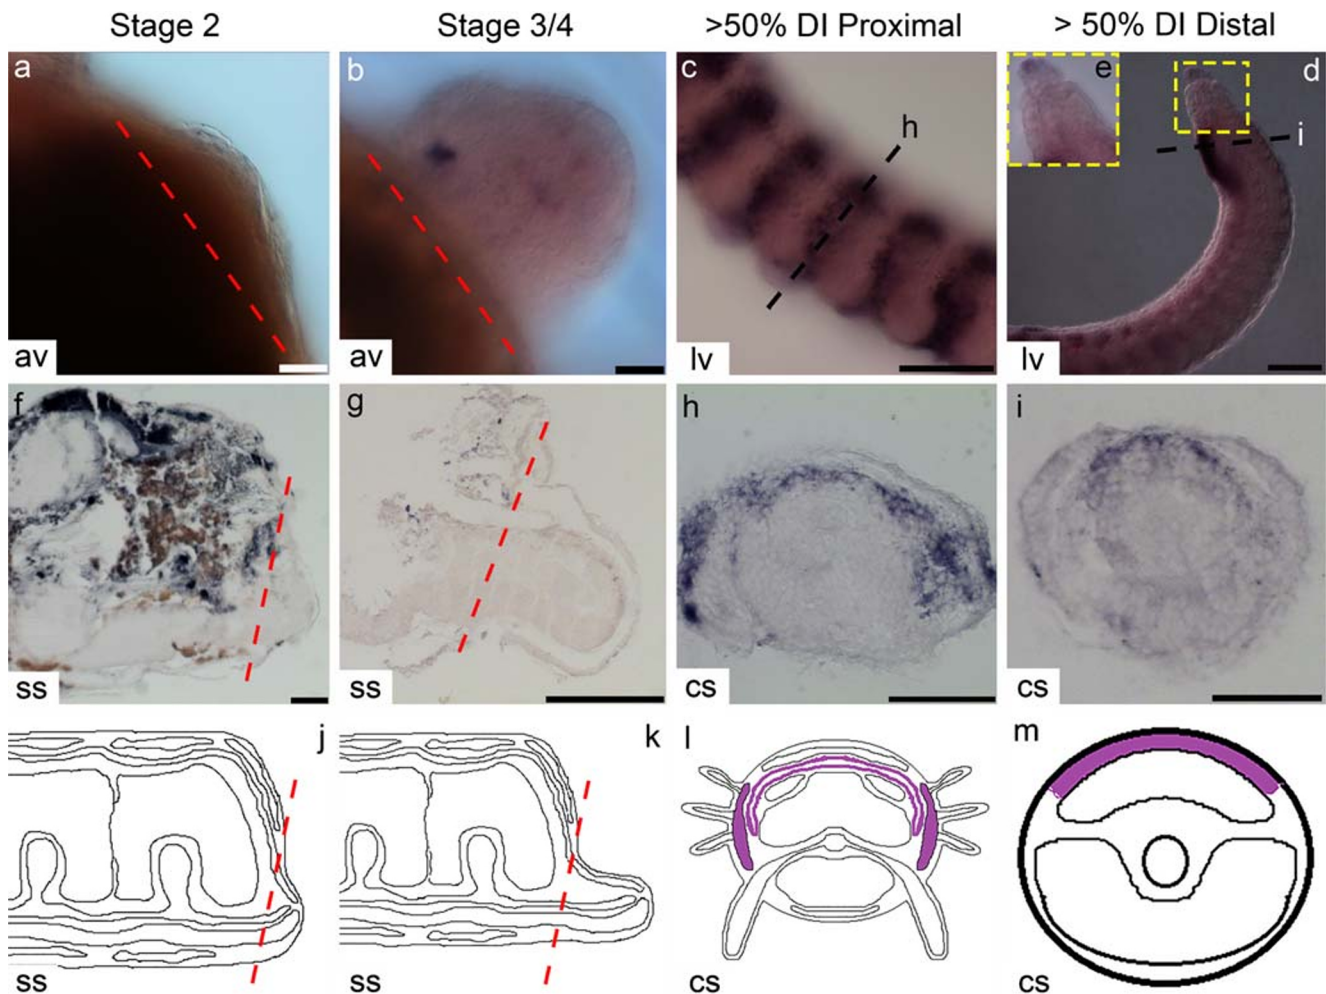 Stage 2 Stage 3/4 >50% DI Proximal > 50% DI Distal
a b c h e d i
av av lv lv
f g h i
ss ss cs cs
j k l m
ss ss cs cs